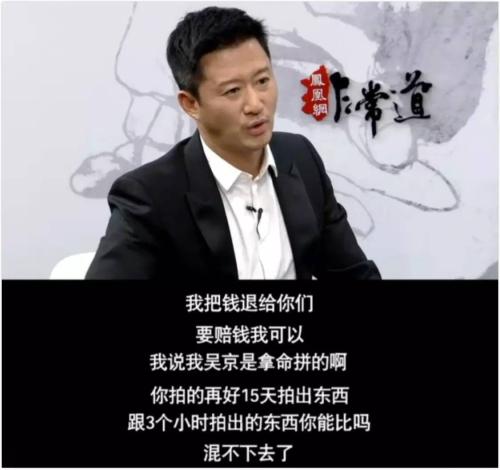 鳳凰網
非常道
我把钱退给你们
要赔钱我可以
我说我吴京是拿命拼的啊
你拍的再好15天拍出东西
跟3个小时拍出的东西你能比吗
混不下去了